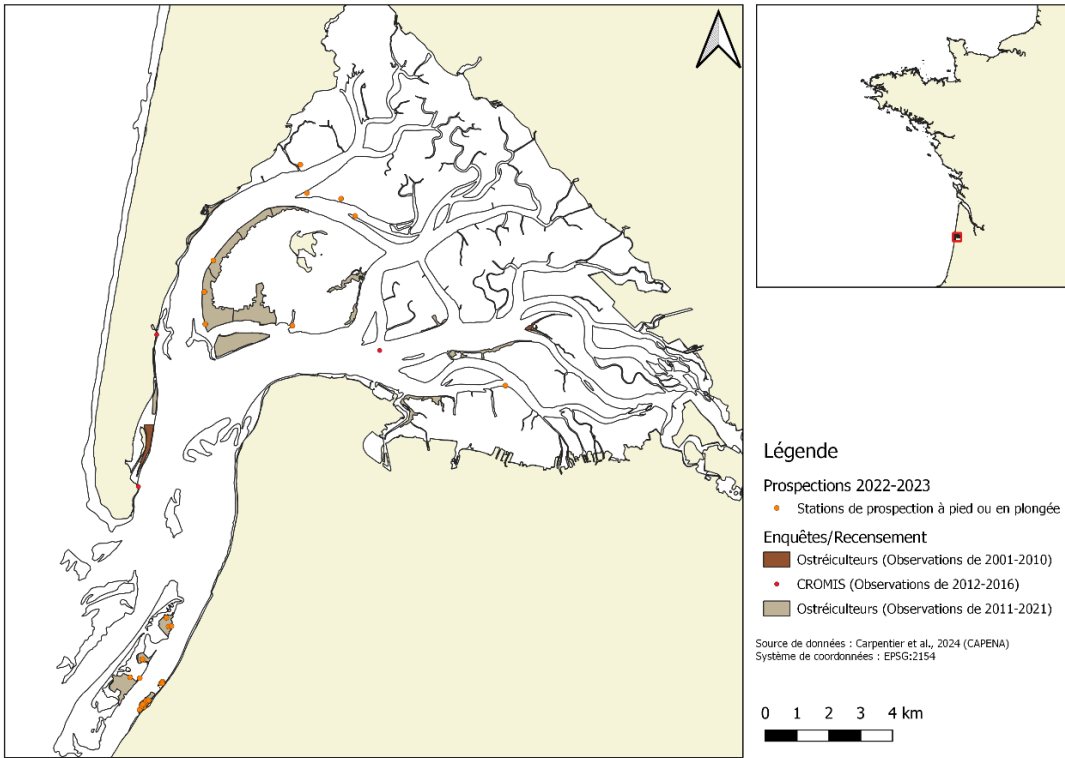 Légende
Prospections 2022-2023
Stations de prospection à pied ou en plongée
Enquêtes/Recensement
Ostréiculteurs (Observations de 2001-2010)
CROMIS (Observations de 2012-2016)
Ostréiculteurs (Observations de 2011-2021)
Source de données : Carpentier et al., 2024 (CAPENA)
Système de coordonnées : EPSG:2154
0 1 2 3 4 km